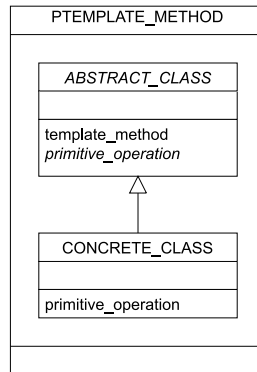 PTEMPLATE_METHOD
ABSTRACT_CLASS
template_method
primitive_operation
CONCRETE_CLASS
primitive_operation